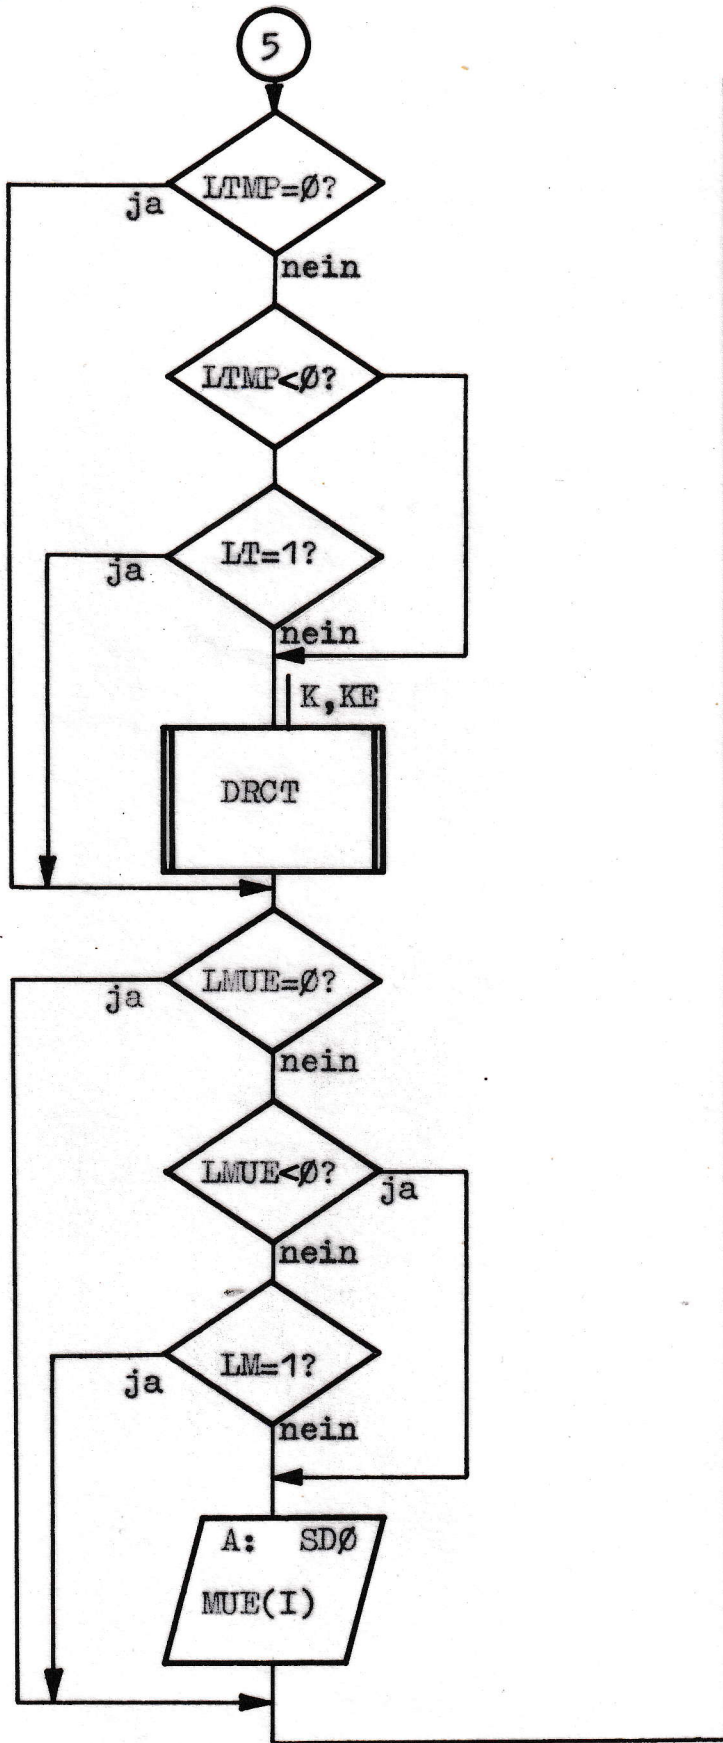 5
LTMP=Ø?
ja
nein
LTMP<Ø?
LT=1?
ja
nein
K,KE
DRCT
LMUE=Ø?
ja
nein
LMUE<Ø?
ja
nein
LM=1?
ja
nein
A: SDØ
MUE(I)